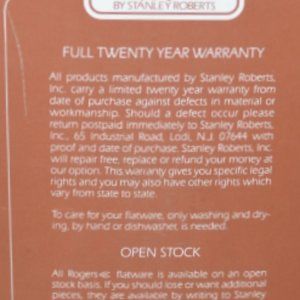 BY STANLEY ROBERTS
FULL TWENTY YEAR WARRANTY
All products manufactured by Stanley Roberts,
Inc. carry a limited twenty year warranty from
date of purchase against defects in material or
workmanship. Should a defect occur please
return postpaid immediately to Stanley Roberts,
Inc., 65 Industrial Road, Lodi, N.J. 07644 with
proof and date of purchase. Stanley Roberts, Inc.
will repair free, replace or refund your money at
our option. This warranty gives you specific legal
rights and you may also have other rights which
vary from state to state.
To care for your flatware, only washing and dry-
ing, by hand or dishwasher, is needed.
OPEN STOCK
All Rogers flatware is available on an open
stock basis. If you should lose or want additional
pieces, they are available by writing to Stanley